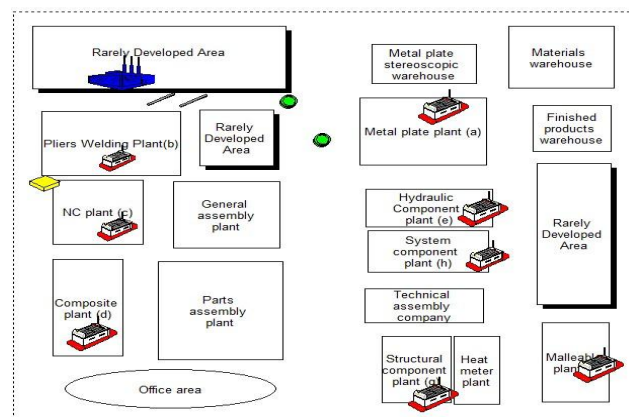 Rarely Developed Area
Metal plate
stereoscopic
warehouse
Materials
warehouse
Pliers Welding Plant(b)
Rarely
Developed
Area
Metal plate plant (a)
Finished
products
warehouse
NC plant (c)
General
assembly
plant
Hydraulic
Component
plant (e)
System
component
plant (h)
Rarely
Developed
Area
Composite
plant (d)
Parts
assembly
plant
Technical
assembly
company
Structural
component
plant (g)
Heat
meter
plant
Malleable
plant
Office area